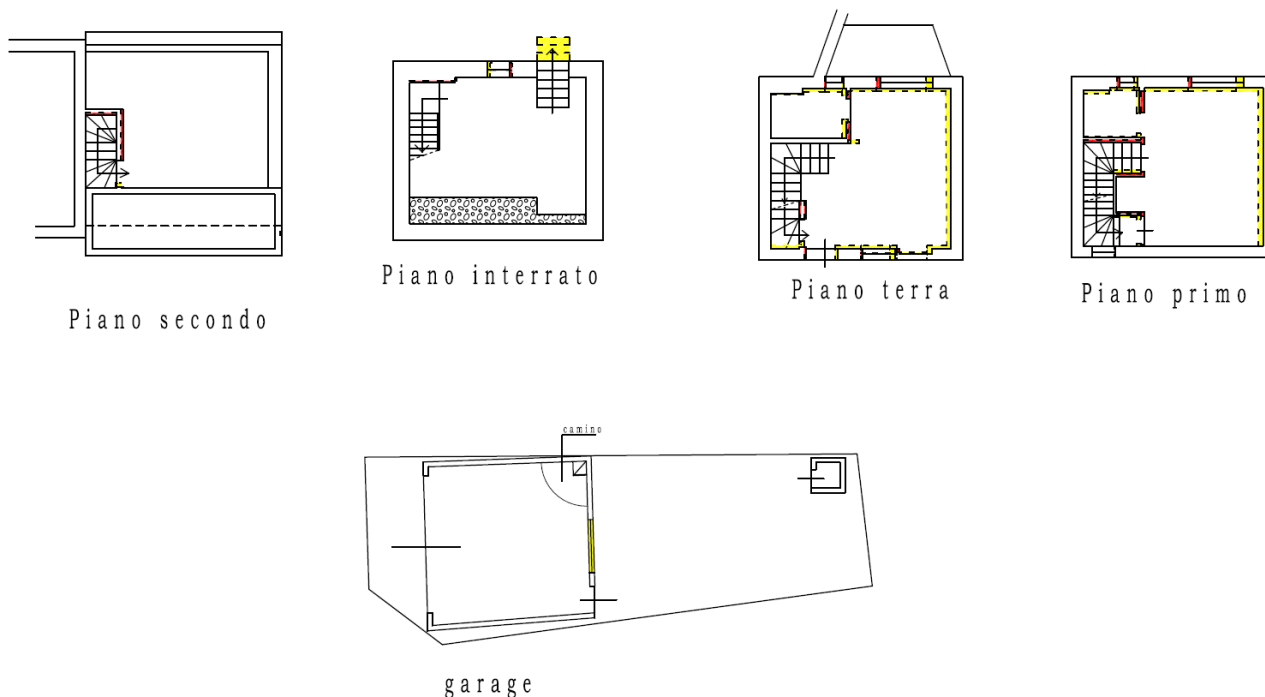 Piano secondo
Piano interrato
Piano terra
Piano primo
camino
garage